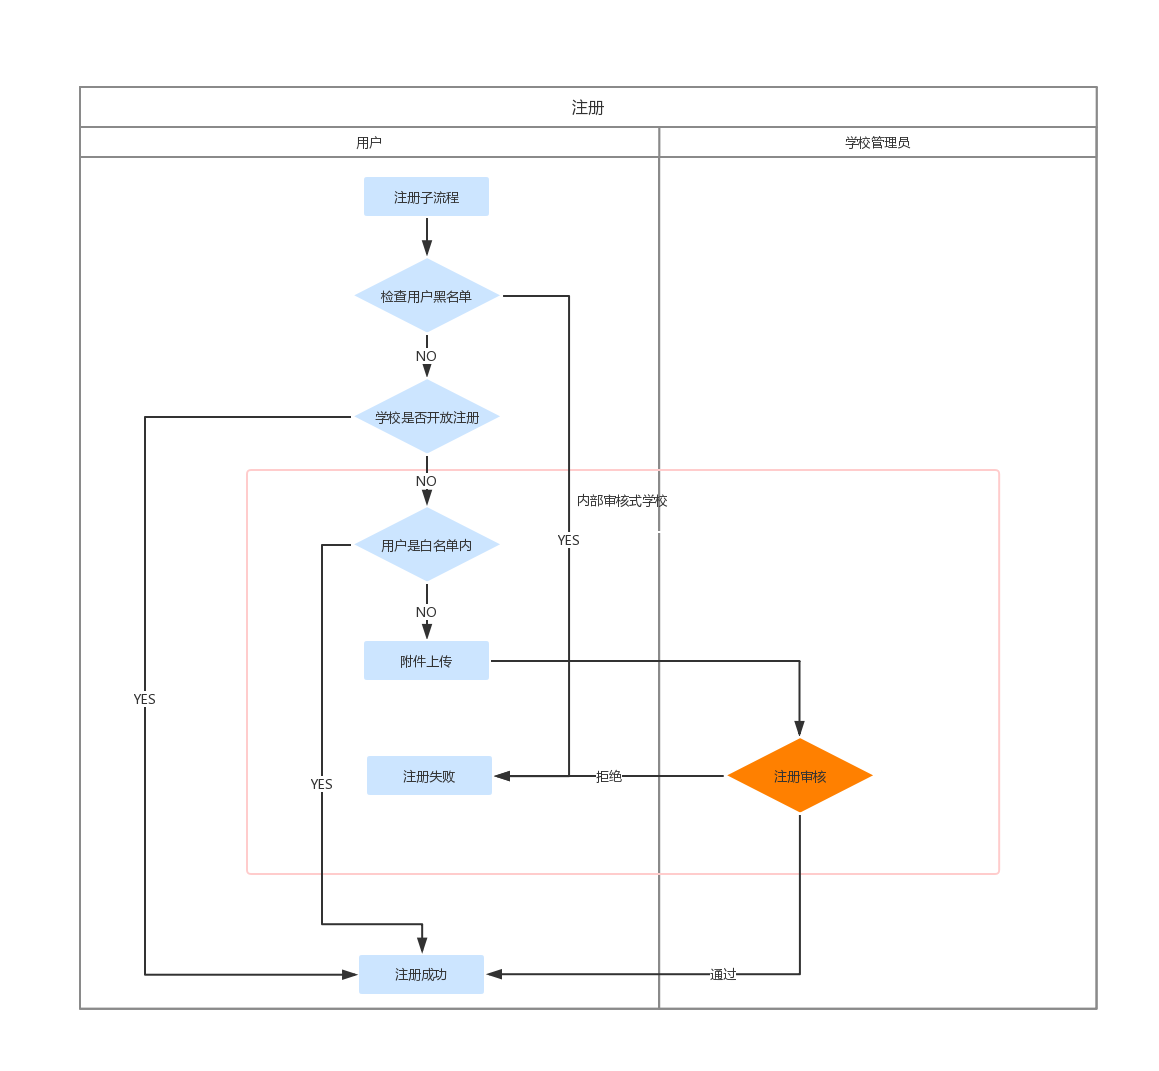 注册
用户
学校管理员
注册子流程
检查用户黑名单
NO
学校是否开放注册
NO
内部审核式学校
YES
用户是白名单内
NO
附件上传
YES
注册失败
拒绝
注册审核
YES
注册成功
通过